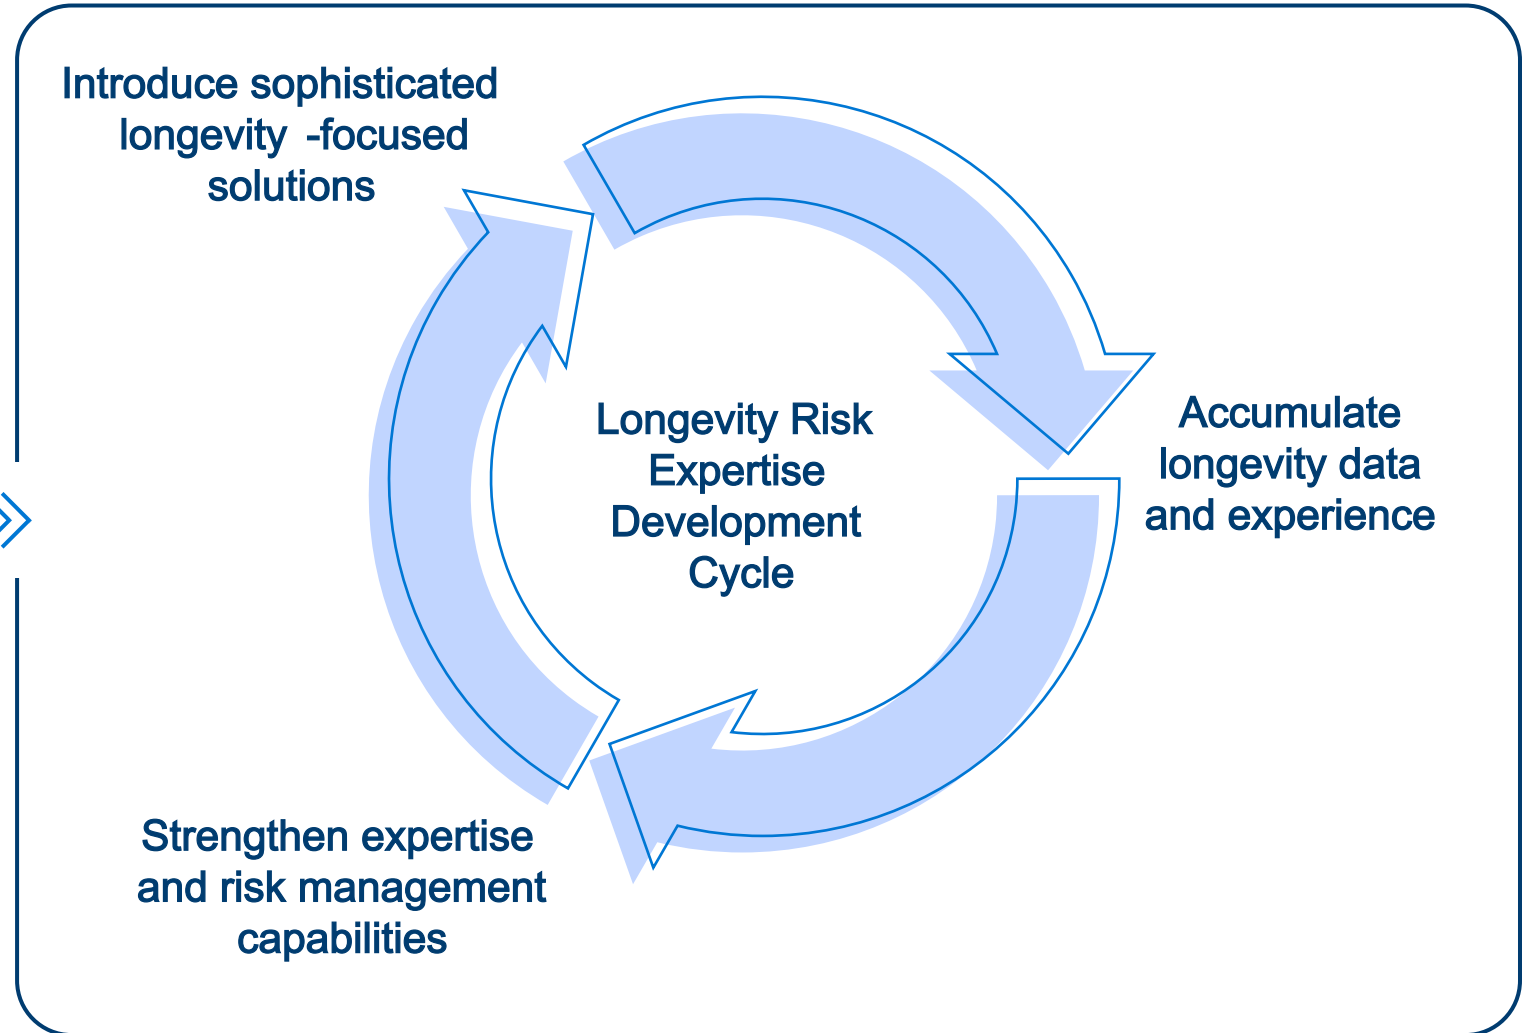 Introduce sophisticated
longevity -focused
solutions
Longevity Risk
Expertise
Development
Cycle
Accumulate
longevity data
and experience
Strengthen expertise
and risk management
capabilities